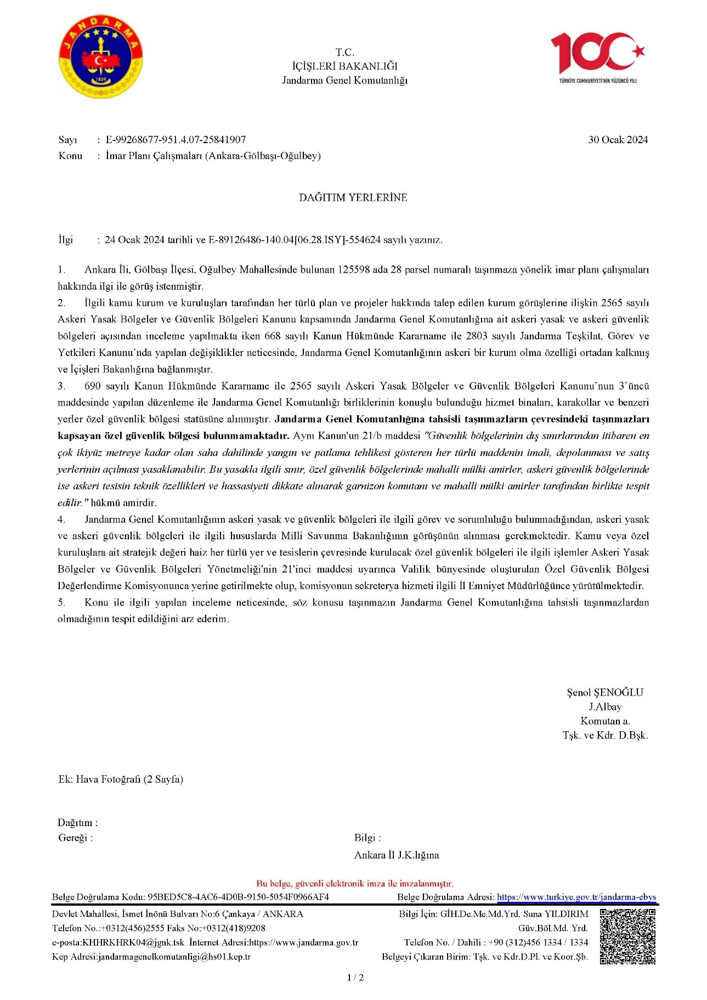 JANDARMA
1839
T.C.
İÇİŞLERİ BAKANLIĞI
Jandarma Genel Komutanlığı
100
TÜRKİYE CUMHURİYETİ'NİN YÜZÜNCÜ YILI
Sayı : E-99268677-951.4.07-25841907 30 Ocak 2024
Konu : İmar Planı Çalışmaları (Ankara-Gölbaşı-Oğulbey)
DAĞITIM YERLERİNE
İlgi : 24 Ocak 2024 tarihli ve E-89126486-140.04[06.28.ISY]-554624 sayılı yazınız.
1. Ankara İli, Gölbaşı İlçesi, Oğulbey Mahallesinde bulunan 125598 ada 28 parsel numaralı taşınmaza yönelik imar planı çalışmaları
hakkında ilgi ile görüş istenmiştir.
2. İlgili kamu kurum ve kuruluşları tarafından her türlü plan ve projeler hakkında talep edilen kurum görüşlerine ilişkin 2565 sayılı
Askeri Yasak Bölgeler ve Güvenlik Bölgeleri Kanunu kapsamında Jandarma Genel Komutanlığına ait askeri yasak ve askeri güvenlik
bölgeleri açısından inceleme yapılmakta iken 668 sayılı Kanun Hükmünde Kararname ile 2803 sayılı Jandarma Teşkilat, Görev ve
Yetkileri Kanunu’nda yapılan değişiklikler neticesinde, Jandarma Genel Komutanlığının askeri bir kurum olma özelliği ortadan kalkmış
ve İçişleri Bakanlığına bağlanmıştır.
3. 690 sayılı Kanun Hükmünde Kararname ile 2565 sayılı Askeri Yasak Bölgeler ve Güvenlik Bölgeleri Kanunu’nun 3’üncü
maddesinde yapılan düzenleme ile Jandarma Genel Komutanlığı birliklerinin konuşlu bulunduğu hizmet binaları, karakollar ve benzeri
yerler özel güvenlik bölgesi statüsüne alınmıştır. Jandarma Genel Komutanlığına tahsisli taşınmazların çevresindeki taşınmazları
kapsayan özel güvenlik bölgesi bulunmamaktadır. Aynı Kanun'un 21/b maddesi "Güvenlik bölgelerinin dış sınırlarından itibaren en
çok ikiyüz metreye kadar olan saha dahilinde yangın ve patlama tehlikesi gösteren her türlü maddenin imali, depolanması ve satış
yerlerinin açılması yasaklanabilir. Bu yasakla ilgili sınır, özel güvenlik bölgelerinde mahalli mülki amirler, askeri güvenlik bölgelerinde
ise askeri tesisin teknik özellikleri ve hassasiyeti dikkate alınarak garnizon komutanı ve mahalli mülki amirler tarafından birlikte tespit
edilir." hükmü amirdir.
4. Jandarma Genel Komutanlığının askeri yasak ve güvenlik bölgeleri ile ilgili görev ve sorumluluğu bulunmadığından, askeri yasak
ve askeri güvenlik bölgeleri ile ilgili hususlarda Milli Savunma Bakanlığının görüşünün alınması gerekmektedir. Kamu veya özel
kuruluşlara ait stratejik değeri haiz her türlü yer ve tesislerin çevresinde kurulacak özel güvenlik bölgeleri ile ilgili işlemler Askeri Yasak
Bölgeler ve Güvenlik Bölgeleri Yönetmeliği'nin 21'inci maddesi uyarınca Valilik bünyesinde oluşturulan Özel Güvenlik Bölgesi
Değerlendirme Komisyonunca yerine getirilmekte olup, komisyonun sekreterya hizmeti ilgili İl Emniyet Müdürlüğünce yürütülmektedir.
5. Konu ile ilgili yapılan inceleme neticesinde, söz konusu taşınmazın Jandarma Genel Komutanlığına tahsisli taşınmazlardan
olmadığının tespit edildiğini arz ederim.
Şenol ŞENOĞLU
J.Albay
Komutan a.
Tşk. ve Kdr. D.Bşk.
Ek: Hava Fotoğrafı (2 Sayfa)
Dağıtım :
Gereği : Bilgi :
Ankara İl J.K.lığına
Bu belge, güvenli elektronik imza ile imzalanmıştır.
Belge Doğrulama Kodu: 95BED5C8-4AC6-4D0B-9150-5054F0966AF4 Belge Doğrulama Adresi: https://www.turkiye.gov.tr/jandarma-ebys
Devlet Mahallesi, İsmet İnönü Bulvarı No:6 Çankaya / ANKARA Bilgi İçin: GİH.De.Me.Md.Yrd. Suna YILDIRIM
Telefon No.:+0312(456)2555 Faks No:+0312(418)9208 Güv.Böl.Md. Yrd.
e-posta:KHHRKHRK04@jgnk.tsk İnternet Adresi:https://www.jandarma.gov.tr Telefon No. / Dahili : +90 (312)456 1334 / 1334
Kep Adresi:jandarmagenelkomutanligi@hs01.kep.tr Belgeyi Çıkaran Birim: Tşk. ve Kdr.D.Pl. ve Koor.Şb.
1 / 2